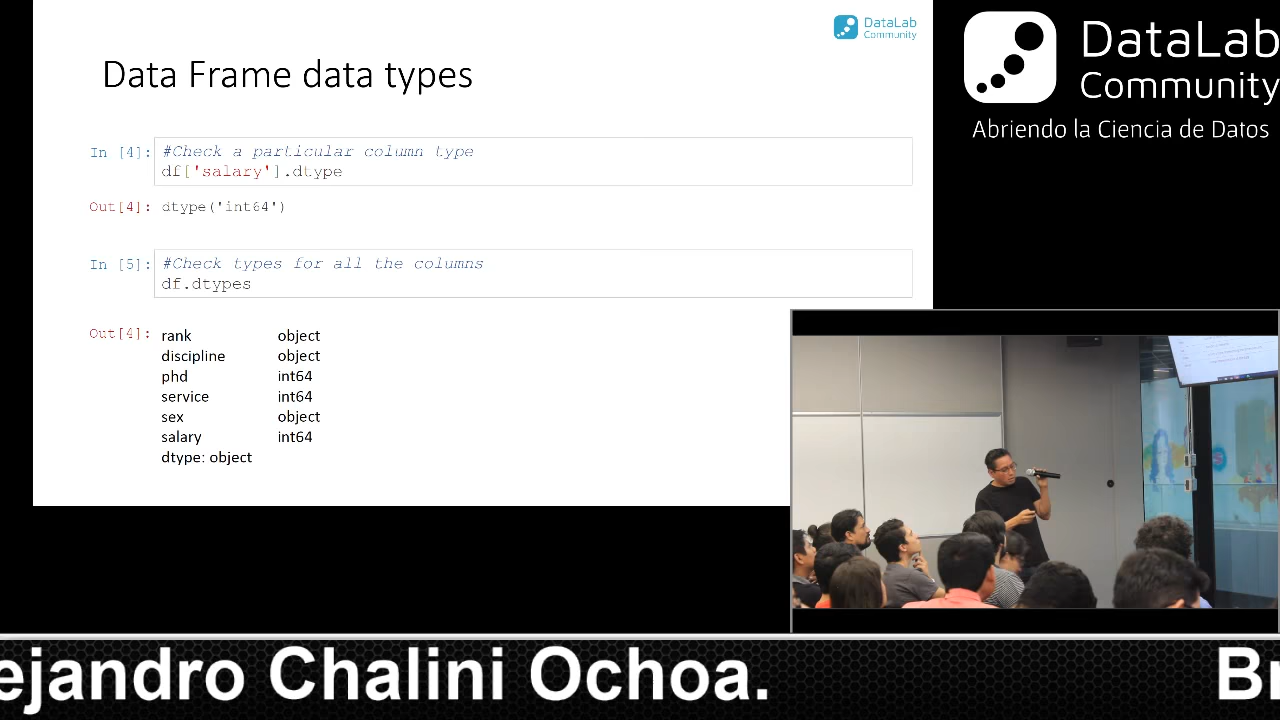 DataLab
Community
Data Frame data types
In [4]: #Check a particular column type
df['salary'].dtype
Out[4]: dtype('int64')
In [5]: #Check types for all the columns
df.dtypes
Out[4]: rank object
discipline object
phd int64
service int64
sex object
salary int64
dtype: object
DataLab
Community
Abriendo la Ciencia de Datos
ejandro Chalini Ochoa. Br